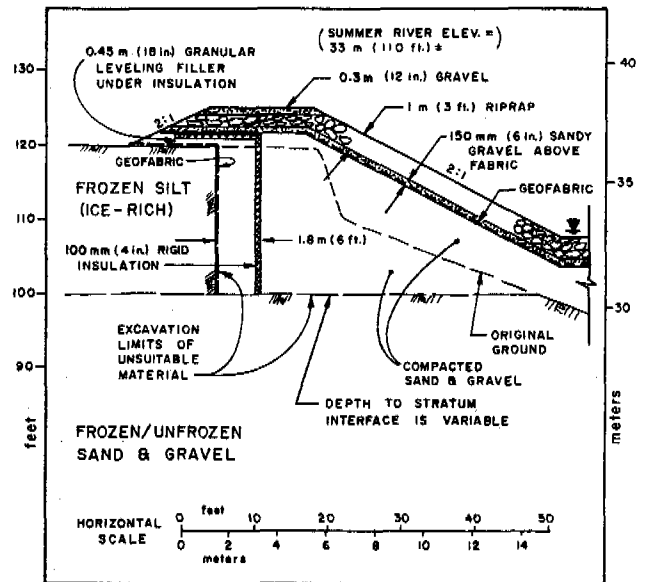 (SUMMER RIVER ELEV. =
33 m (110 ft.) ±)
0.45 m (18 in) GRANULAR
LEVELING FILLER
UNDER INSULATION
0.3 m (12 in.) GRAVEL
1 m (3 ft.) RIPRAP
150 mm (6 in.) SANDY
GRAVEL ABOVE
FABRIC
GEOFABRIC
2:1
2:1
GEOFABRIC
FROZEN SILT
(ICE-RICH)
100 mm (4 in.) RIGID
INSULATION
1.8 m (6 ft.)
EXCAVATION
LIMITS OF
UNSUITABLE
MATERIAL
ORIGINAL
GROUND
COMPACTED
SAND & GRAVEL
DEPTH TO STRATUM
INTERFACE IS VARIABLE
FROZEN/UNFROZEN
SAND & GRAVEL
130
120
110
100
90
feet
40
35
30
meters
HORIZONTAL
SCALE
feet
0 10 20 30 40 50
0 2 4 6 8 10 12 14
meters